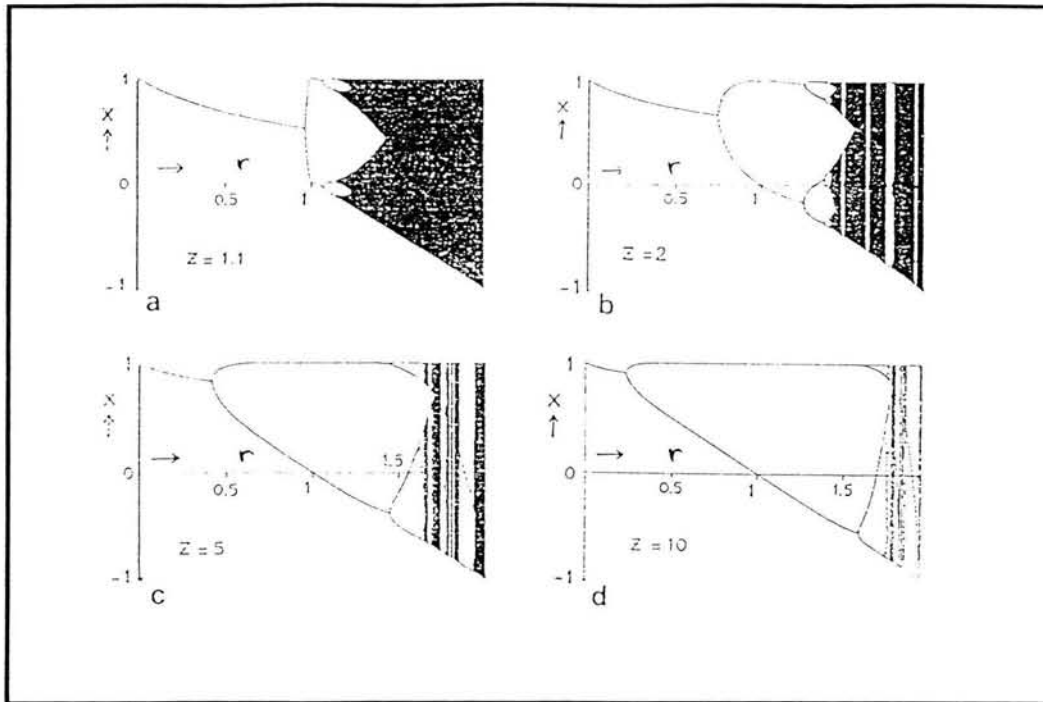 1
x
↑
0
→ r
0.5
1
z = 1.1
-1
a
1
x
↑
0
→ r
0.5
1
z = 2
-1
b
1
x
↑
0
→ r
0.5
1
1.5
z = 5
-1
c
1
x
↑
0
→ r
0.5
1
1.5
z = 10
-1
d